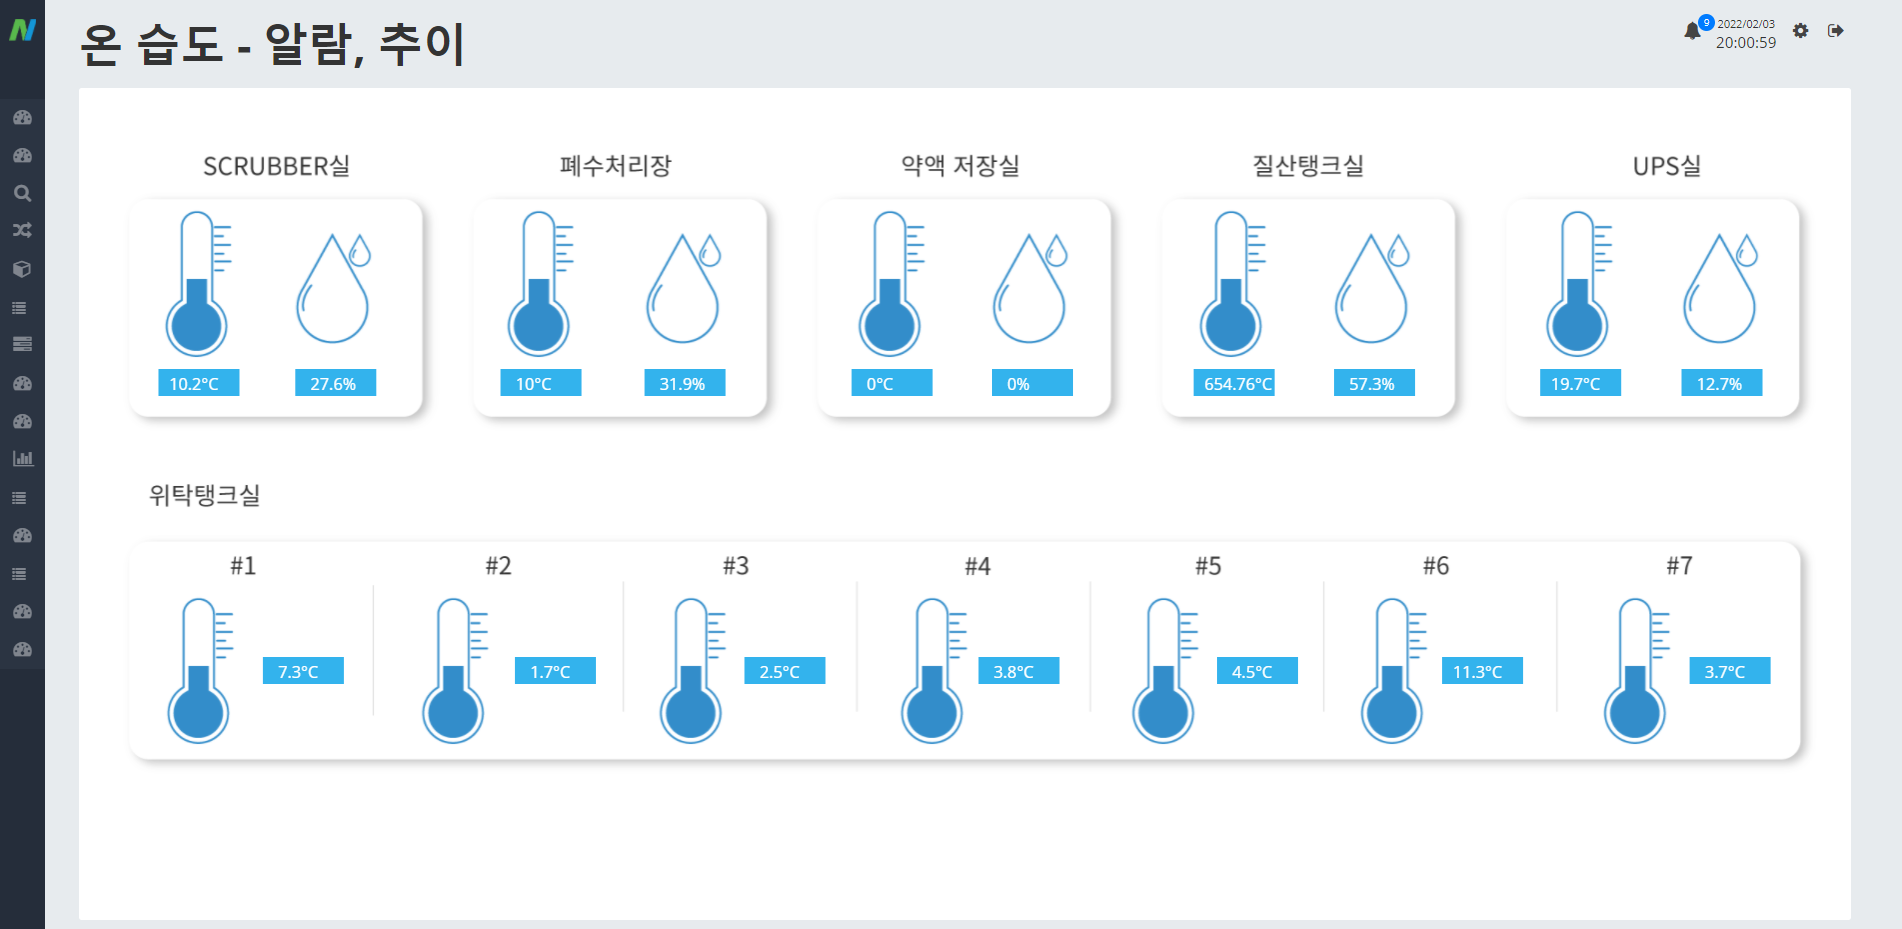 온 습도 - 알람, 추이
9
2022/02/03
20:00:59
SCRUBBER실
폐수처리장
약액 저장실
질산탱크실
UPS실
10.2°C
27.6%
10°C
31.9%
0°C
0%
654.76°C
57.3%
19.7°C
12.7%
위탁탱크실
#1
#2
#3
#4
#5
#6
#7
7.3°C
1.7°C
2.5°C
3.8°C
4.5°C
11.3°C
3.7°C